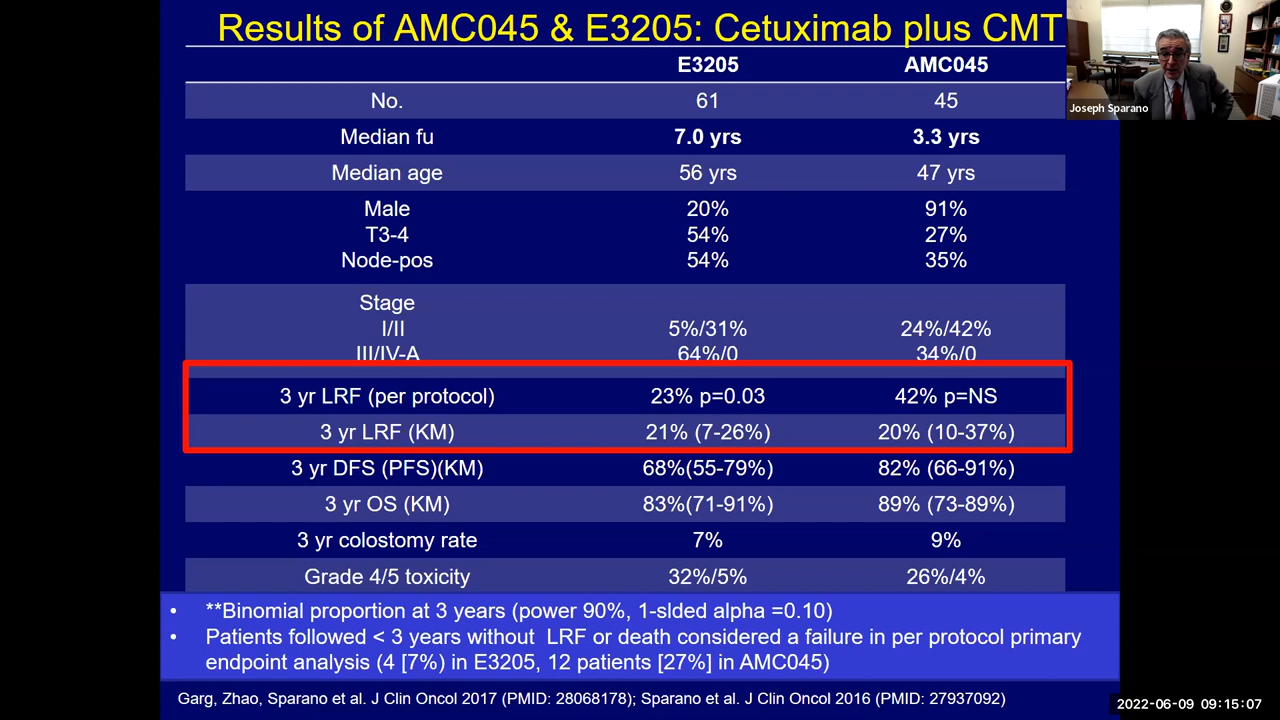 Results of AMC045 & E3205: Cetuximab plus CMT
E3205 AMC045
No. 61 45
Median fu 7.0 yrs 3.3 yrs
Median age 56 yrs 47 yrs
Male 20% 91%
T3-4 54% 27%
Node-pos 54% 35%
Stage
I/II 5%/31% 24%/42%
III/IV-A 64%/0 34%/0
3 yr LRF (per protocol) 23% p=0.03 42% p=NS
3 yr LRF (KM) 21% (7-26%) 20% (10-37%)
3 yr DFS (PFS)(KM) 68%(55-79%) 82% (66-91%)
3 yr OS (KM) 83%(71-91%) 89% (73-89%)
3 yr colostomy rate 7% 9%
Grade 4/5 toxicity 32%/5% 26%/4%
• **Binomial proportion at 3 years (power 90%, 1-slded alpha =0.10)
• Patients followed < 3 years without LRF or death considered a failure in per protocol primary
endpoint analysis (4 [7%) in E3205, 12 patients [27%] in AMC045)
Garg, Zhao, Sparano et al. J Clin Oncol 2017 (PMID: 28068178); Sparano et al. J Clin Oncol 2016 (PMID: 27937092)
Joseph Sparano
2022-06-09 09:15:07